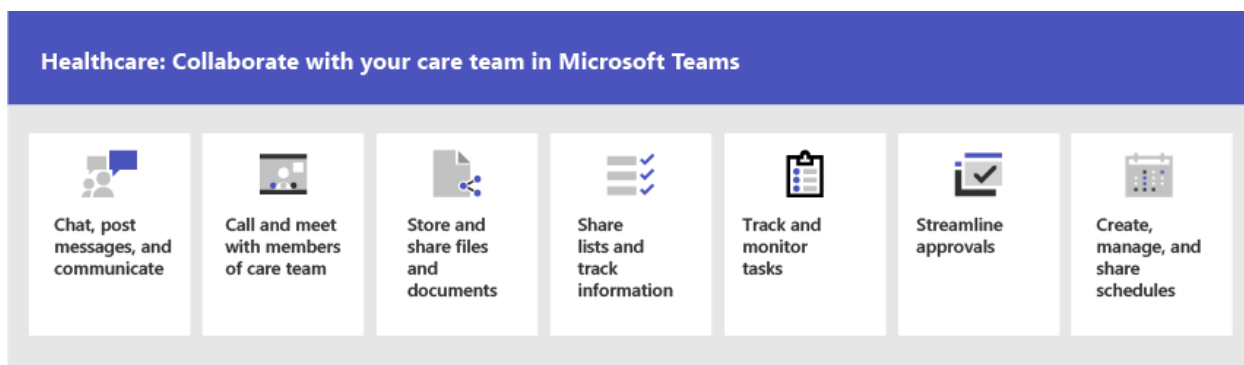 Healthcare: Collaborate with your care team in Microsoft Teams
Chat, post
messages, and
communicate
Call and meet
with members
of care team
Store and
share files
and
documents
Share
lists and
track
information
Track and
monitor
tasks
Streamline
approvals
Create,
manage, and
share
schedules